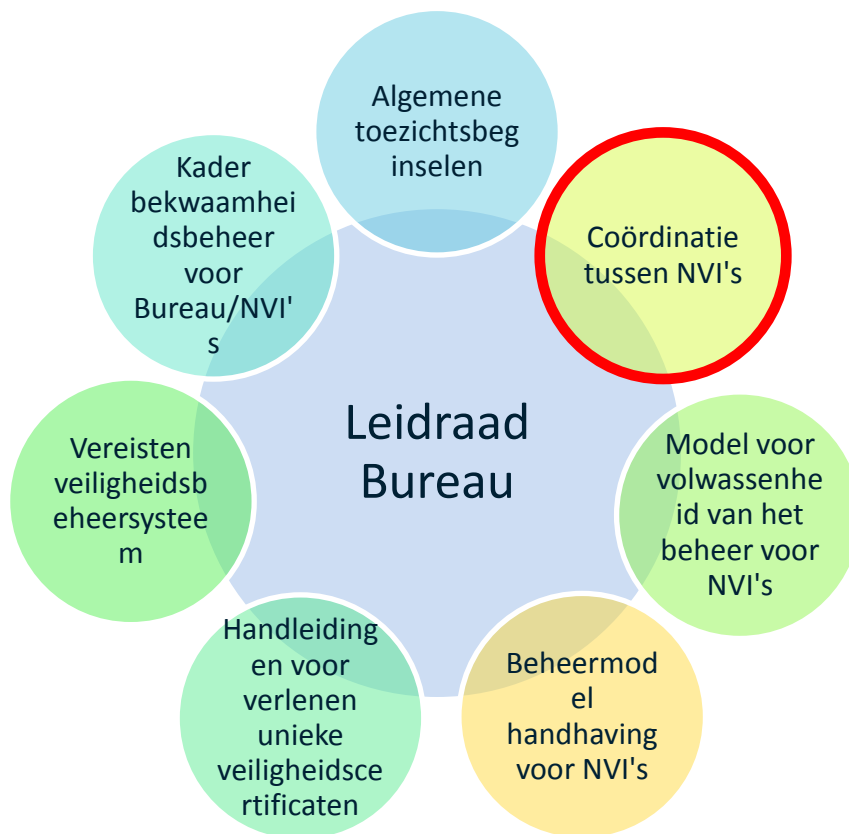 Algemene
toezichtsbeg
inselen
Coördinatie
tussen NVI's
Model voor
volwassenhe
id van het
beheer voor
NVI's
Beheermod
el
handhaving
voor NVI's
Handleiding
en voor
verlenen
unieke
veiligheidsce
rtificaten
Vereisten
veiligheidsb
eheersystee
m
Kader
bekwaamhei
dsbeheer
voor
Bureau/NVI'
s
Leidraad
Bureau